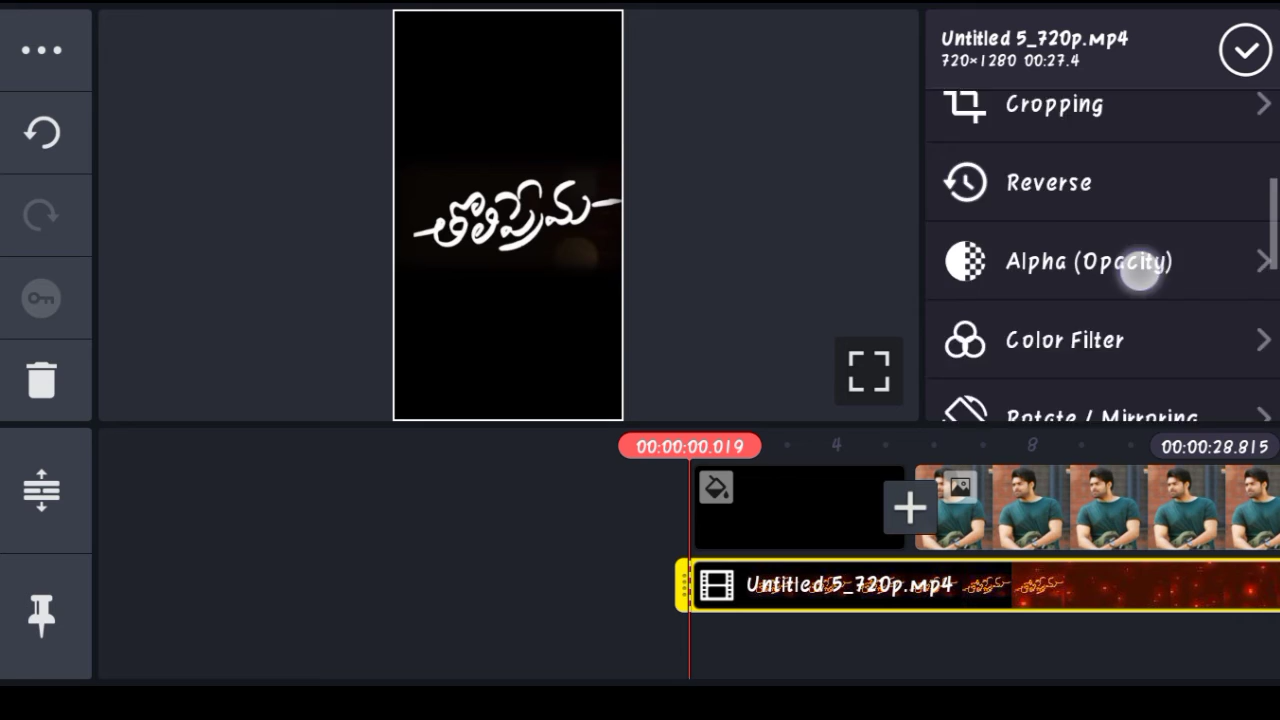 Untitled 5_720p.mp4
720×1280 00:27.4
Cropping
Reverse
Alpha (Opacity)
Color Filter
Rotate / Mirroring
తొలిప్రేమ
00:00:00.019
4
8
00:00:28.815
Untitled 5_720p.mp4